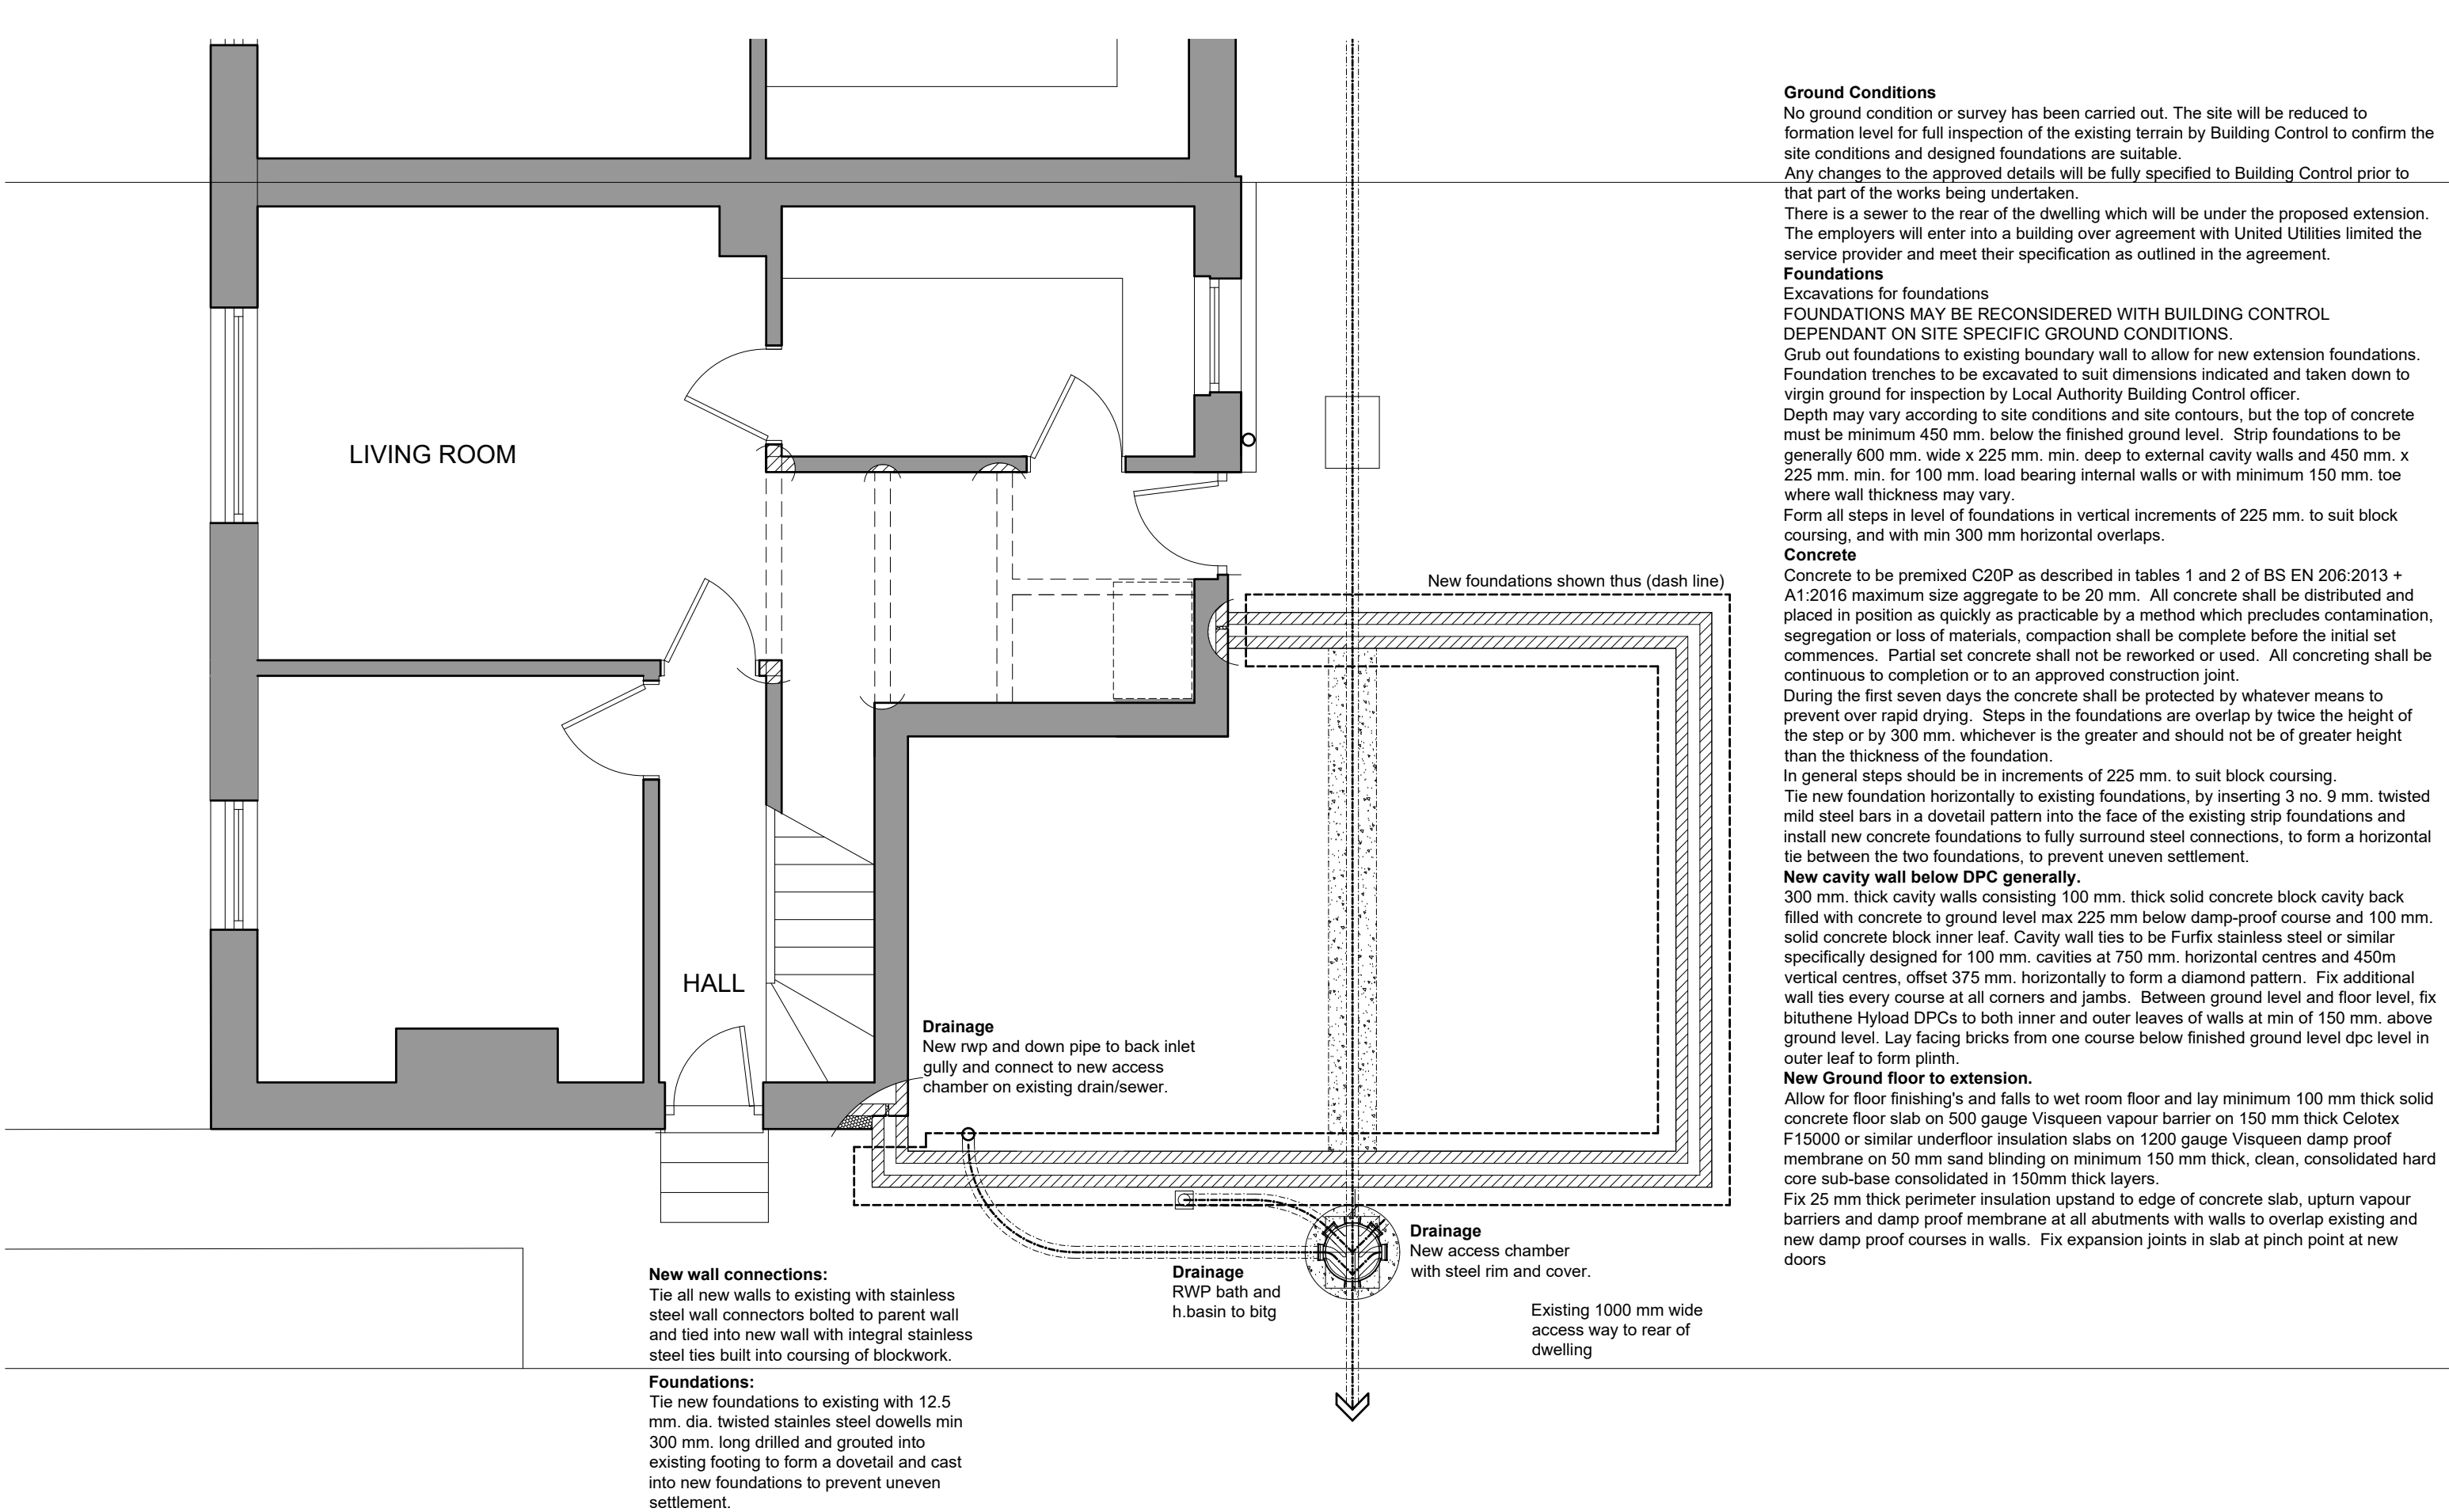 LIVING ROOM
HALL
New foundations shown thus (dash line)
Drainage
New rwp and down pipe to back inlet
gully and connect to new access
chamber on existing drain/sewer.
Drainage
RWP bath and
h.basin to bitg
Drainage
New access chamber
with steel rim and cover.
Existing 1000 mm wide
access way to rear of
dwelling
New wall connections:
Tie all new walls to existing with stainless
steel wall connectors bolted to parent wall
and tied into new wall with integral stainless
steel ties built into coursing of blockwork.
Foundations:
Tie new foundations to existing with 12.5
mm. dia. twisted stainles steel dowells min
300 mm. long drilled and grouted into
existing footing to form a dovetail and cast
into new foundations to prevent uneven
settlement.
Ground Conditions
No ground condition or survey has been carried out. The site will be reduced to
formation level for full inspection of the existing terrain by Building Control to confirm the
site conditions and designed foundations are suitable.
Any changes to the approved details will be fully specified to Building Control prior to
that part of the works being undertaken.
There is a sewer to the rear of the dwelling which will be under the proposed extension.
The employers will enter into a building over agreement with United Utilities limited the
service provider and meet their specification as outlined in the agreement.
Foundations
Excavations for foundations
FOUNDATIONS MAY BE RECONSIDERED WITH BUILDING CONTROL
DEPENDANT ON SITE SPECIFIC GROUND CONDITIONS.
Grub out foundations to existing boundary wall to allow for new extension foundations.
Foundation trenches to be excavated to suit dimensions indicated and taken down to
virgin ground for inspection by Local Authority Building Control officer.
Depth may vary according to site conditions and site contours, but the top of concrete
must be minimum 450 mm. below the finished ground level. Strip foundations to be
generally 600 mm. wide x 225 mm. min. deep to external cavity walls and 450 mm. x
225 mm. min. for 100 mm. load bearing internal walls or with minimum 150 mm. toe
where wall thickness may vary.
Form all steps in level of foundations in vertical increments of 225 mm. to suit block
coursing, and with min 300 mm horizontal overlaps.
Concrete
Concrete to be premixed C20P as described in tables 1 and 2 of BS EN 206:2013 +
A1:2016 maximum size aggregate to be 20 mm. All concrete shall be distributed and
placed in position as quickly as practicable by a method which precludes contamination,
segregation or loss of materials, compaction shall be complete before the initial set
commences. Partial set concrete shall not be reworked or used. All concreting shall be
continuous to completion or to an approved construction joint.
During the first seven days the concrete shall be protected by whatever means to
prevent over rapid drying. Steps in the foundations are overlap by twice the height of
the step or by 300 mm. whichever is the greater and should not be of greater height
than the thickness of the foundation.
In general steps should be in increments of 225 mm. to suit block coursing.
Tie new foundation horizontally to existing foundations, by inserting 3 no. 9 mm. twisted
mild steel bars in a dovetail pattern into the face of the existing strip foundations and
install new concrete foundations to fully surround steel connections, to form a horizontal
tie between the two foundations, to prevent uneven settlement.
New cavity wall below DPC generally.
300 mm. thick cavity walls consisting 100 mm. thick solid concrete block cavity back
filled with concrete to ground level max 225 mm below damp-proof course and 100 mm.
solid concrete block inner leaf. Cavity wall ties to be Furfix stainless steel or similar
specifically designed for 100 mm. cavities at 750 mm. horizontal centres and 450m
vertical centres, offset 375 mm. horizontally to form a diamond pattern. Fix additional
wall ties every course at all corners and jambs. Between ground level and floor level, fix
bituthene Hyload DPCs to both inner and outer leaves of walls at min of 150 mm. above
ground level. Lay facing bricks from one course below finished ground level dpc level in
outer leaf to form plinth.
New Ground floor to extension.
Allow for floor finishing's and falls to wet room floor and lay minimum 100 mm thick solid
concrete floor slab on 500 gauge Visqueen vapour barrier on 150 mm thick Celotex
F15000 or similar underfloor insulation slabs on 1200 gauge Visqueen damp proof
membrane on 50 mm sand blinding on minimum 150 mm thick, clean, consolidated hard
core sub-base consolidated in 150mm thick layers.
Fix 25 mm thick perimeter insulation upstand to edge of concrete slab, upturn vapour
barriers and damp proof membrane at all abutments with walls to overlap existing and
new damp proof courses in walls. Fix expansion joints in slab at pinch point at new
doors